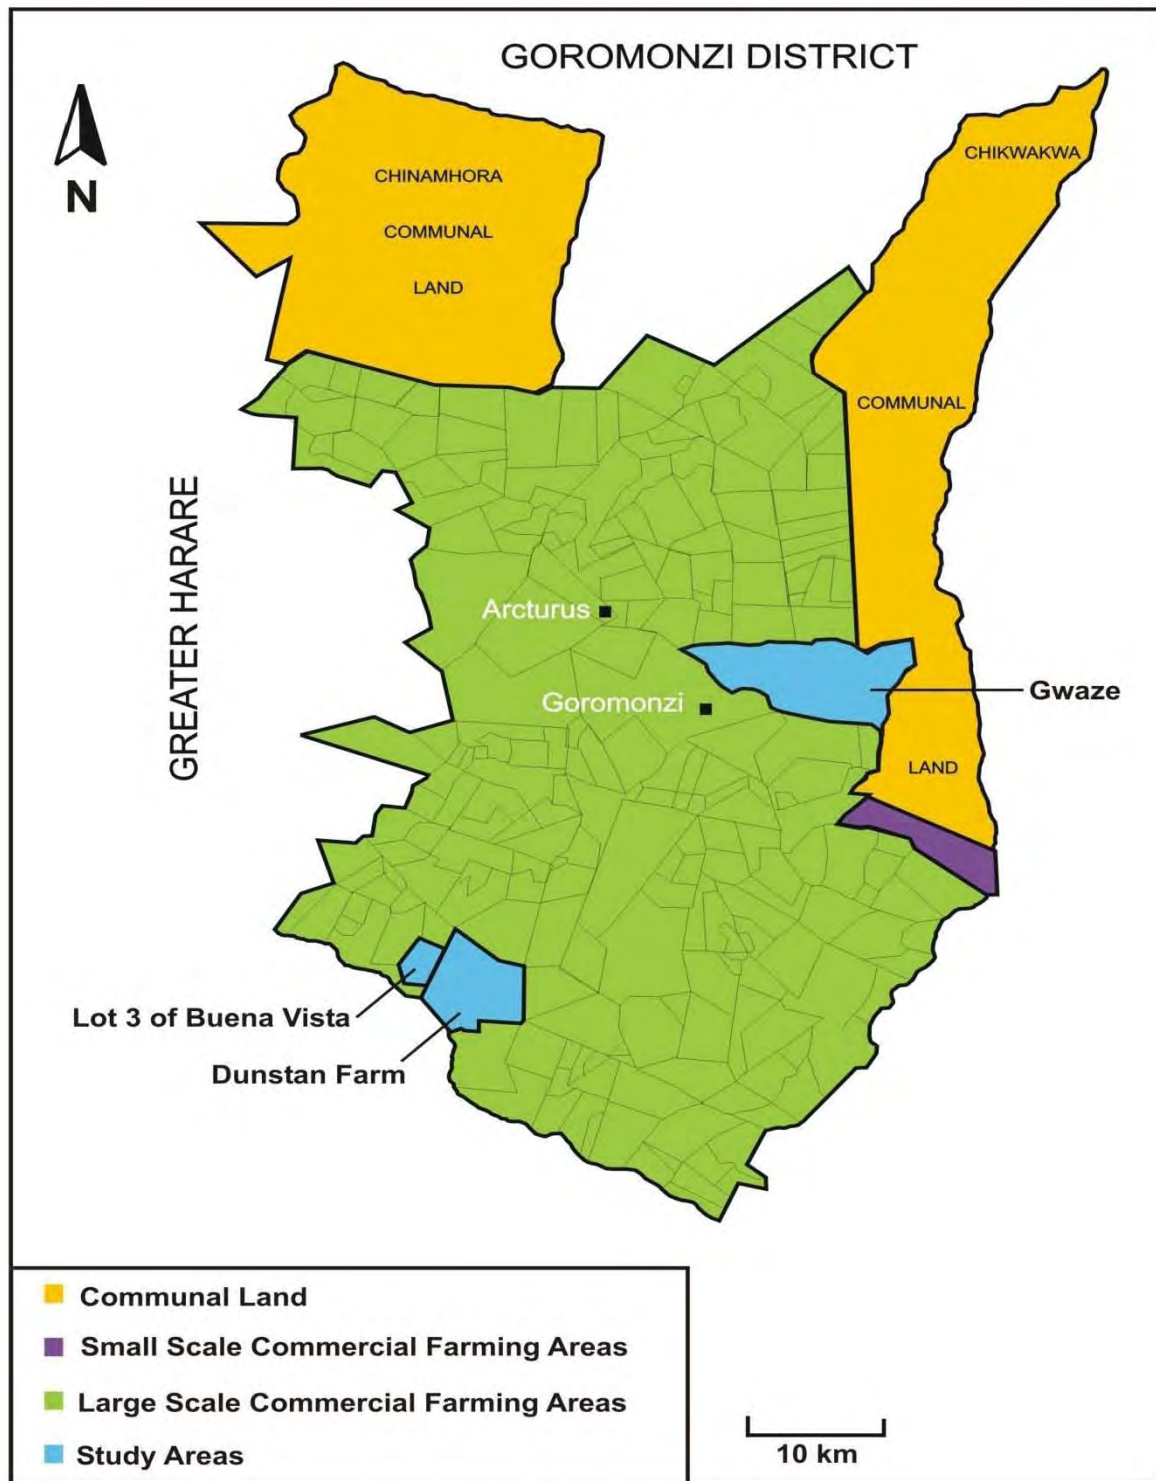 GOROMONZI DISTRICT
N
CHINAMHORA
COMMUNAL
LAND
CHIKWAKWA
COMMUNAL
LAND
GREATER HARARE
Arcturus
Goromonzi
Gwaze
Lot 3 of Buena Vista
Dunstan Farm
Communal Land
Small Scale Commercial Farming Areas
Large Scale Commercial Farming Areas
Study Areas
10 km